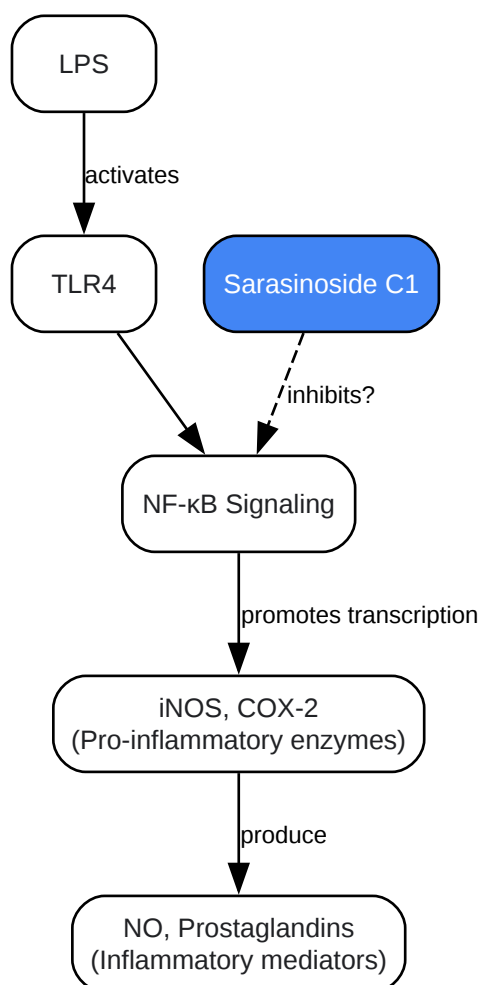 LPS
activates
TLR4
Sarasinoside C1
inhibits?
NF-κB Signaling
promotes transcription
iNOS, COX-2
(Pro-inflammatory enzymes)
produce
NO, Prostaglandins
(Inflammatory mediators)